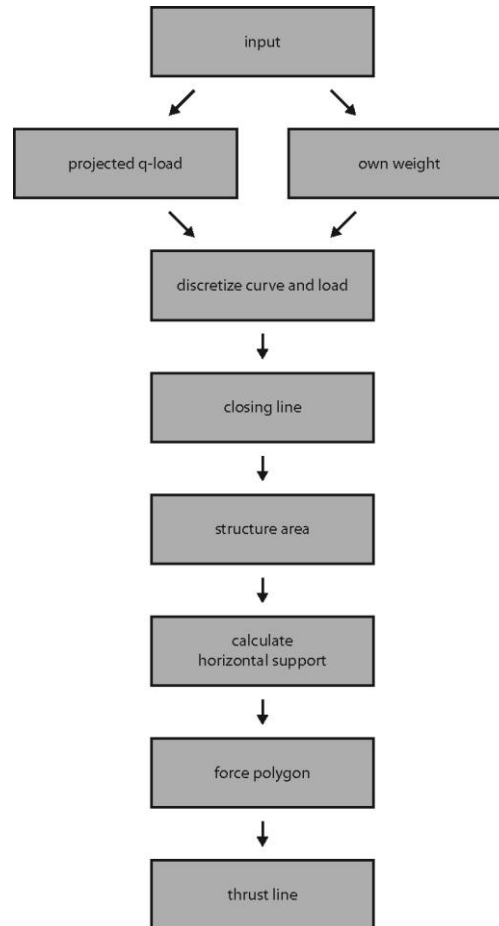 input
projected q-load
own weight
discretize curve and load
closing line
structure area
calculate
horizontal support
force polygon
thrust line